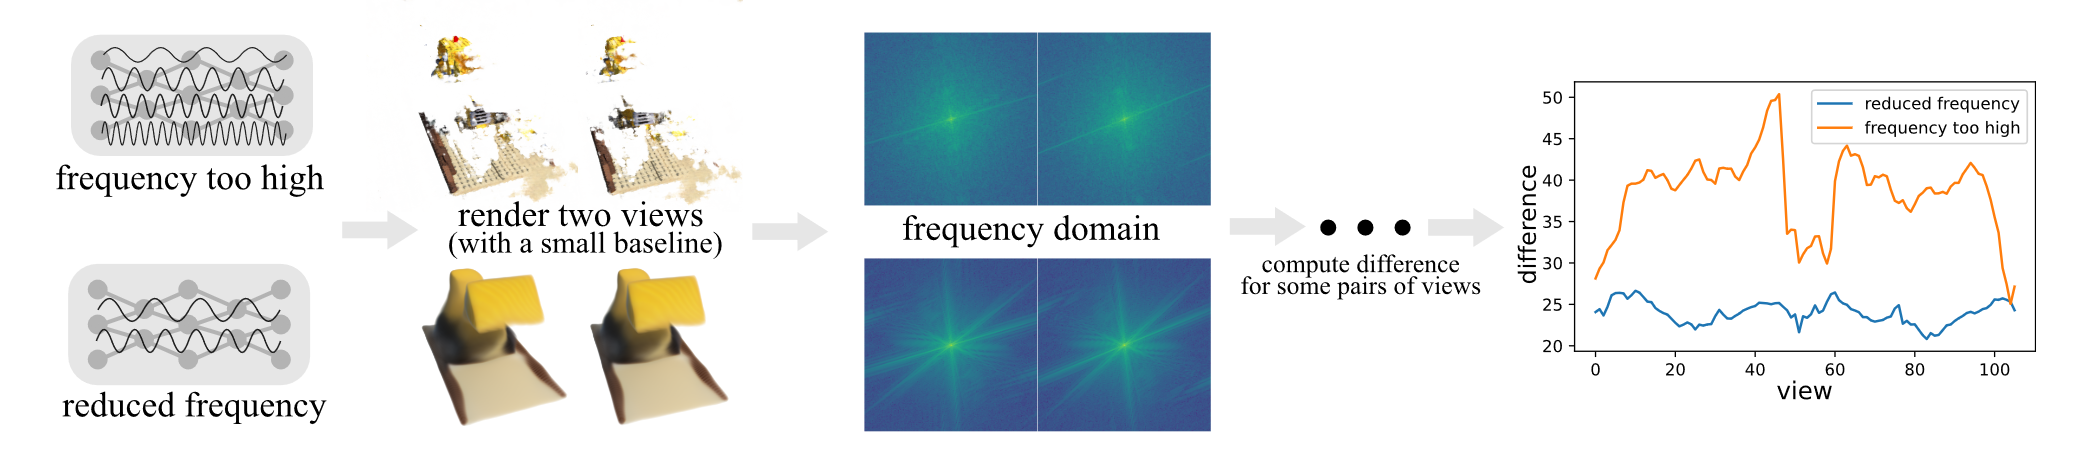 frequency too high
reduced frequency
render two views
(with a small baseline)
frequency domain
compute difference
for some pairs of views
difference
50
45
40
35
30
25
20
reduced frequency
frequency too high
0 20 40 60 80 100
view